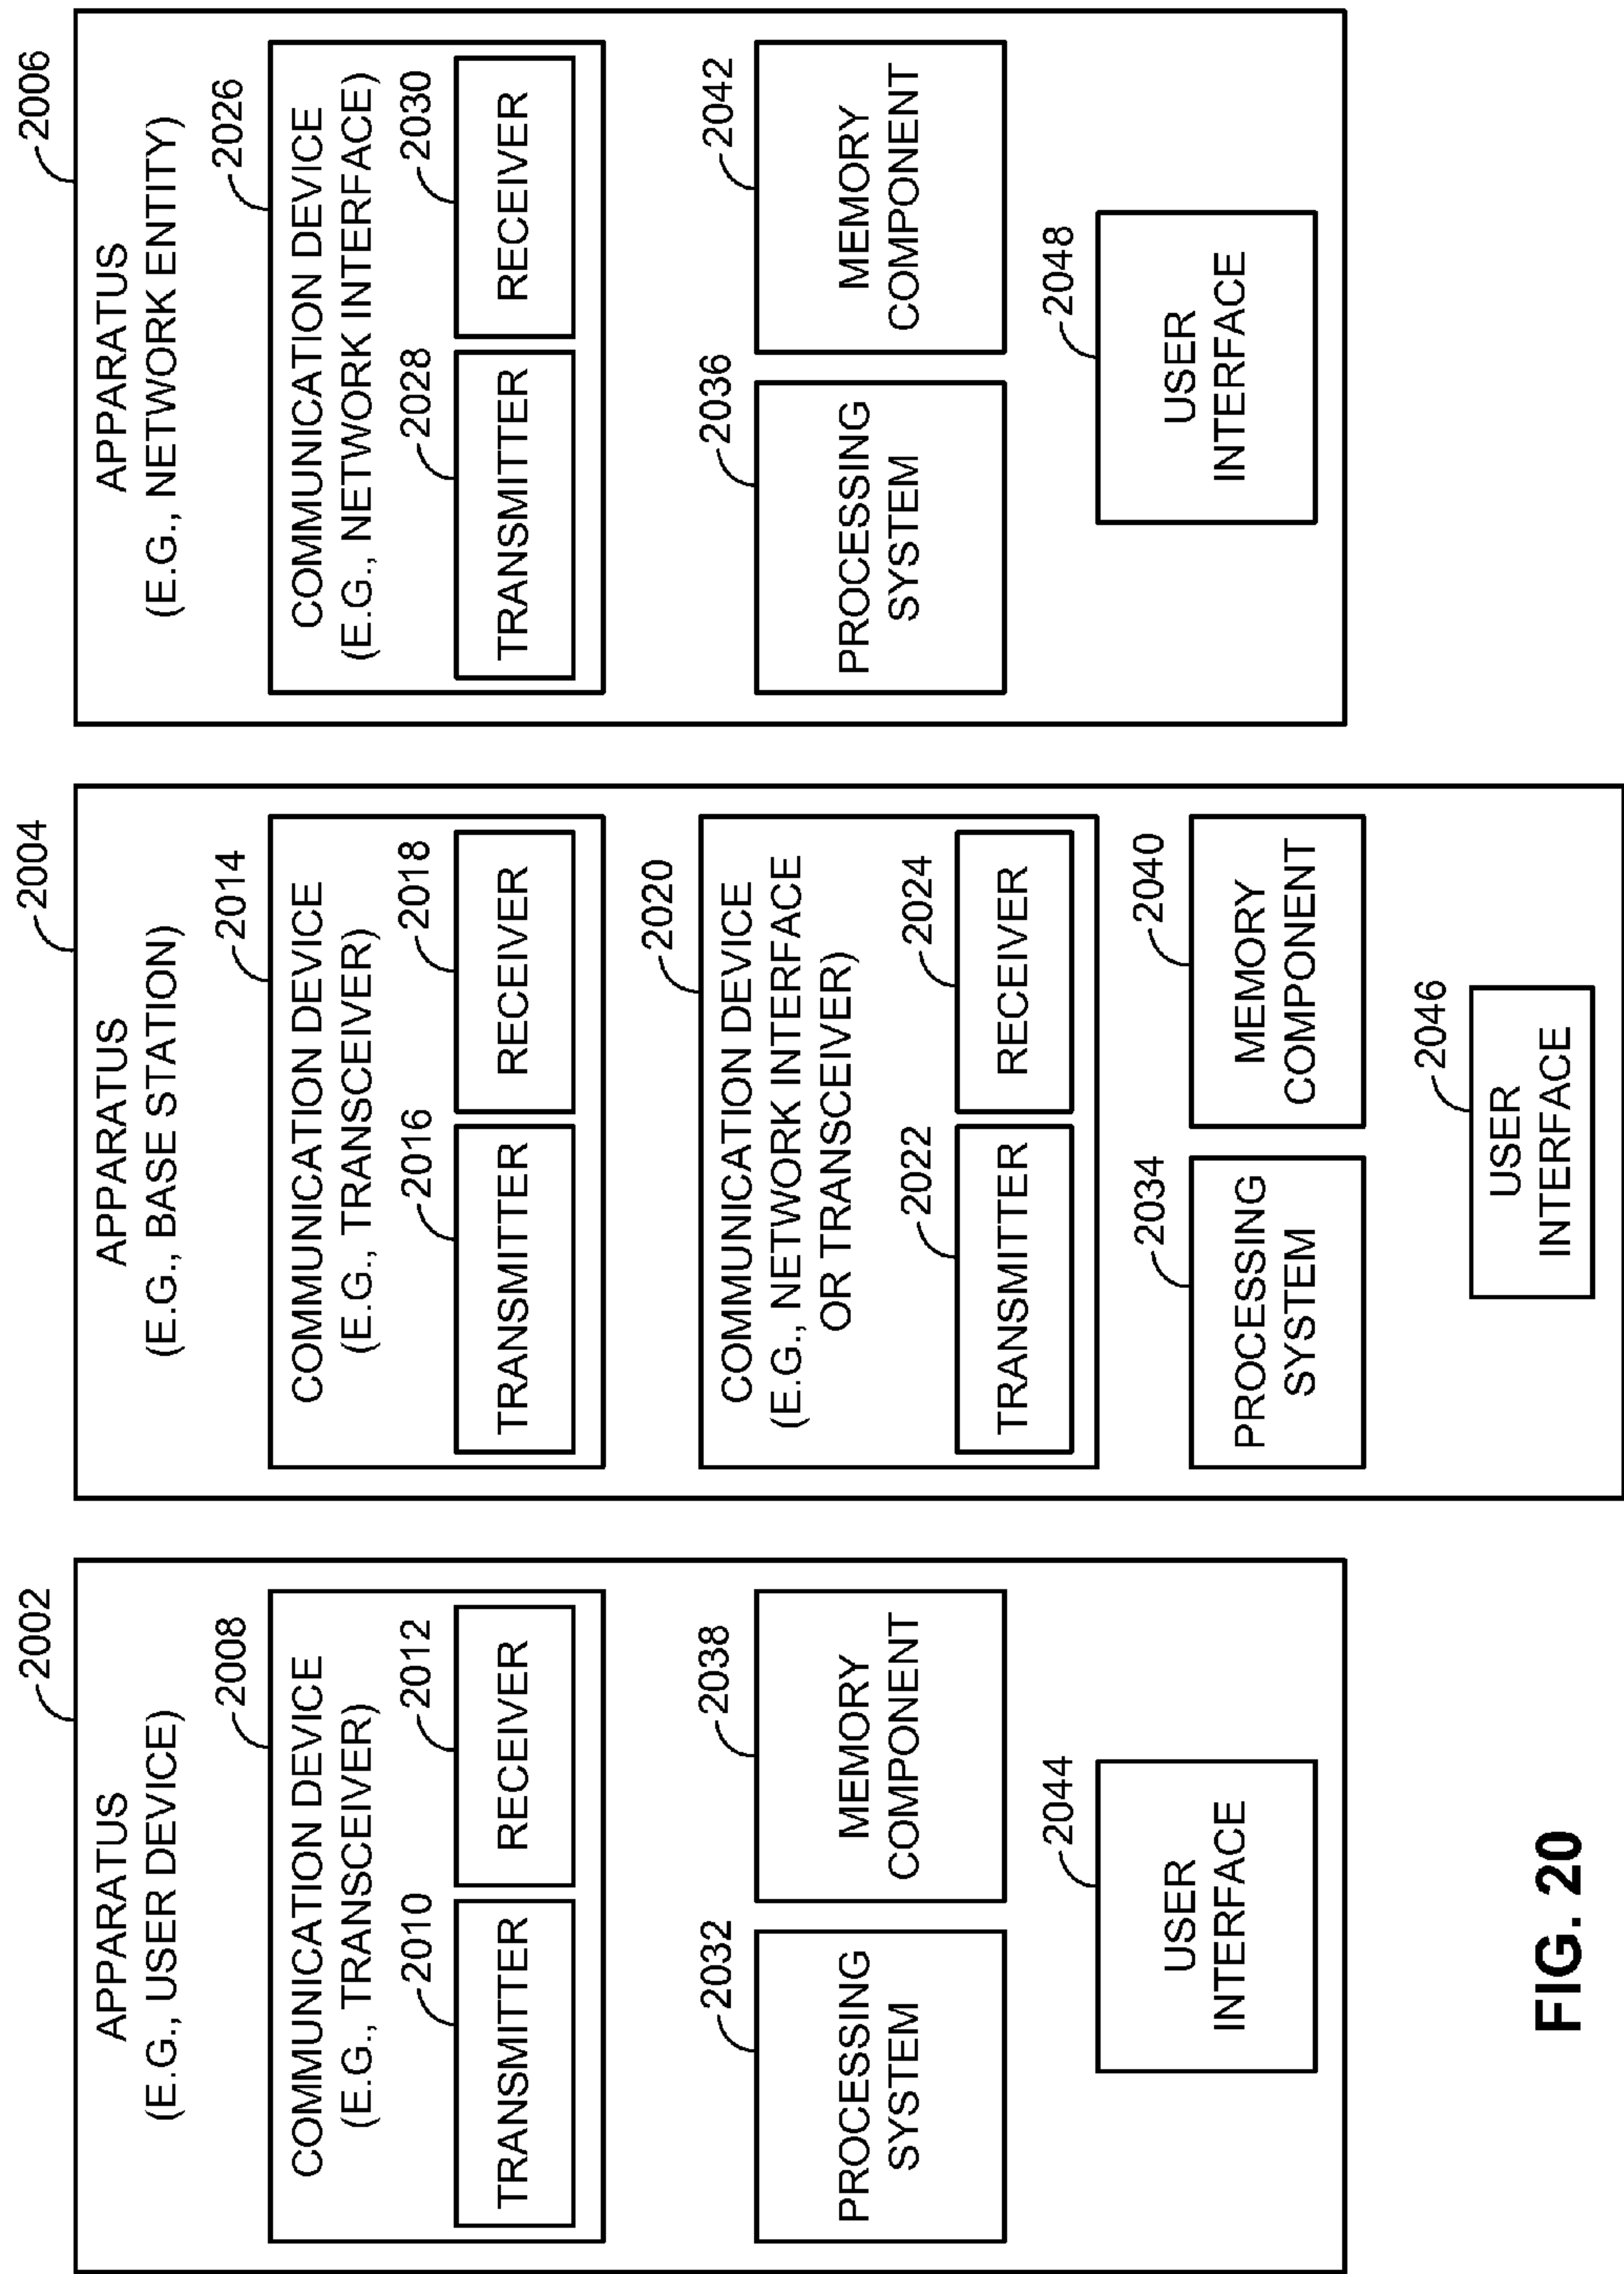 2002
APPARATUS
(E.G., USER DEVICE)
2008
COMMUNICATION DEVICE
(E.G., TRANSCEIVER)
2010
2012
TRANSMITTER
RECEIVER
2032
2038
PROCESSING
SYSTEM
MEMORY
COMPONENT
2044
USER
INTERFACE
2004
APPARATUS
(E.G., BASE STATION)
2014
COMMUNICATION DEVICE
(E.G., TRANSCEIVER)
2016
2018
TRANSMITTER
RECEIVER
2020
COMMUNICATION DEVICE
(E.G., NETWORK INTERFACE
OR TRANSCEIVER)
2022
2024
TRANSMITTER
RECEIVER
2034
2040
PROCESSING
SYSTEM
MEMORY
COMPONENT
2046
USER
INTERFACE
2006
APPARATUS
(E.G., NETWORK ENTITY)
2026
COMMUNICATION DEVICE
(E.G., NETWORK INTERFACE)
2028
2030
TRANSMITTER
RECEIVER
2036
2042
PROCESSING
SYSTEM
MEMORY
COMPONENT
2048
USER
INTERFACE
FIG. 20